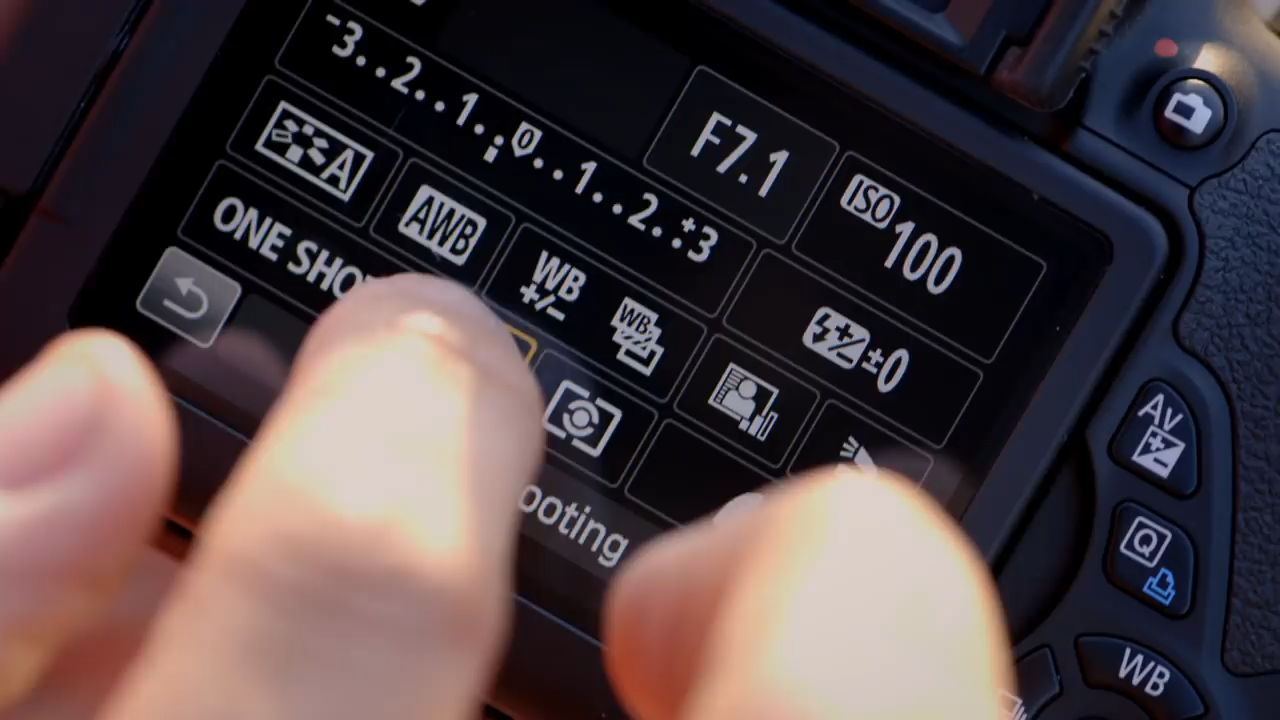 F7.1
ISO 100
-3..2..1..0..1..2..+3
±0
A
AWB
WB +/-
WB
ONE SHO
ooting
Av
Q
WB